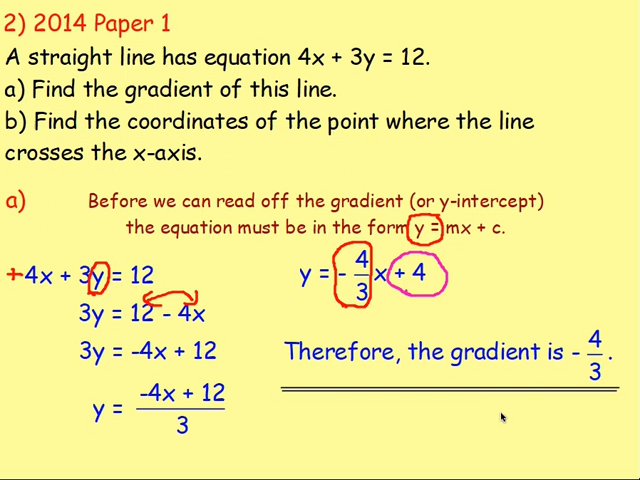 2) 2014 Paper 1
A straight line has equation 4x + 3y = 12.
a) Find the gradient of this line.
b) Find the coordinates of the point where the line
crosses the x-axis.
a) Before we can read off the gradient (or y-intercept)
the equation must be in the form y = mx + c.
+4x + 3y = 12
3y = 12 - 4x
3y = -4x + 12
y = (-4x + 12)/3
y = - 4/3 x + 4
Therefore, the gradient is - 4/3.